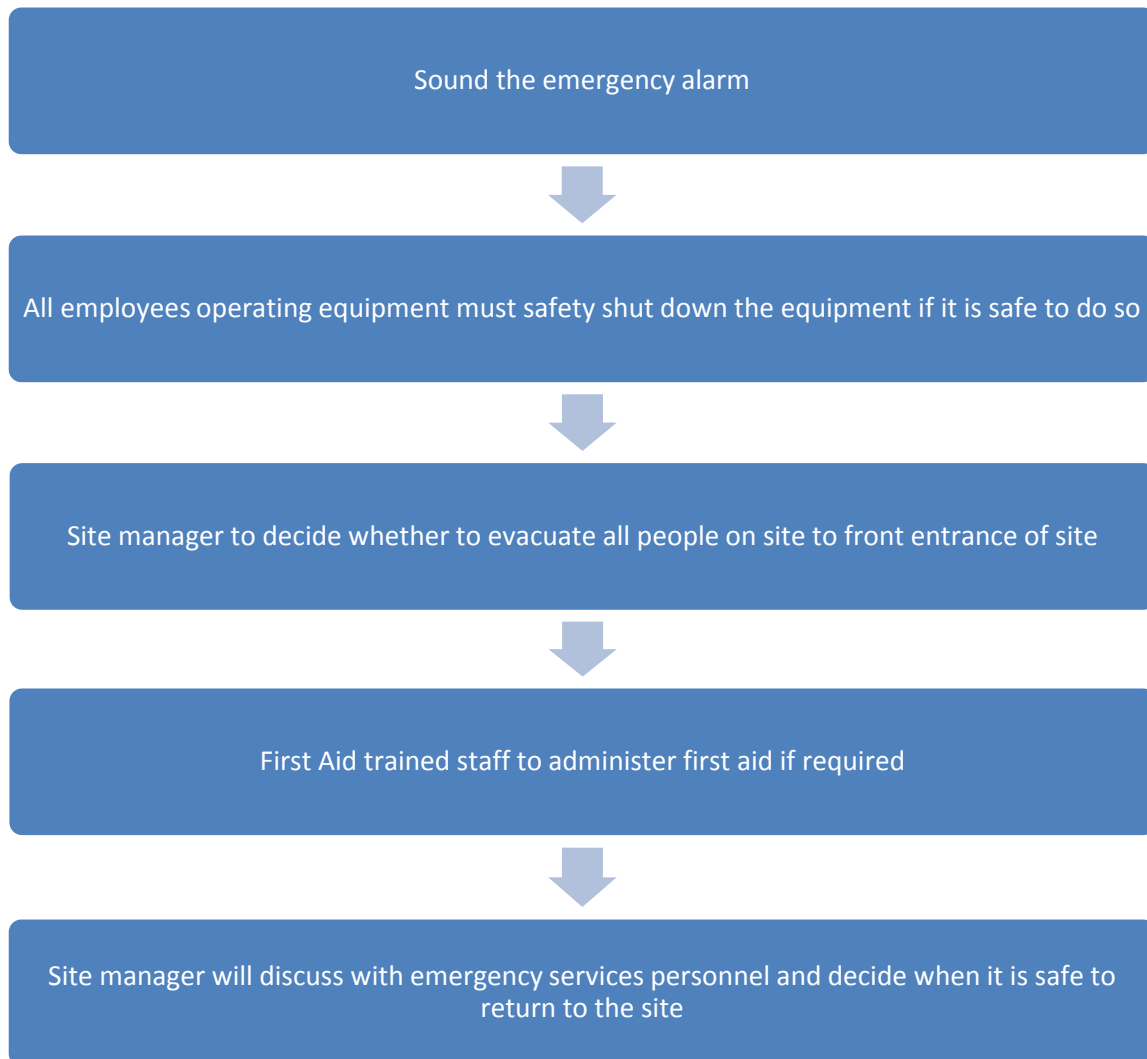 Sound the emergency alarm
All employees operating equipment must safety shut down the equipment if it is safe to do so
Site manager to decide whether to evacuate all people on site to front entrance of site
First Aid trained staff to administer first aid if required
Site manager will discuss with emergency services personnel and decide when it is safe to
return to the site